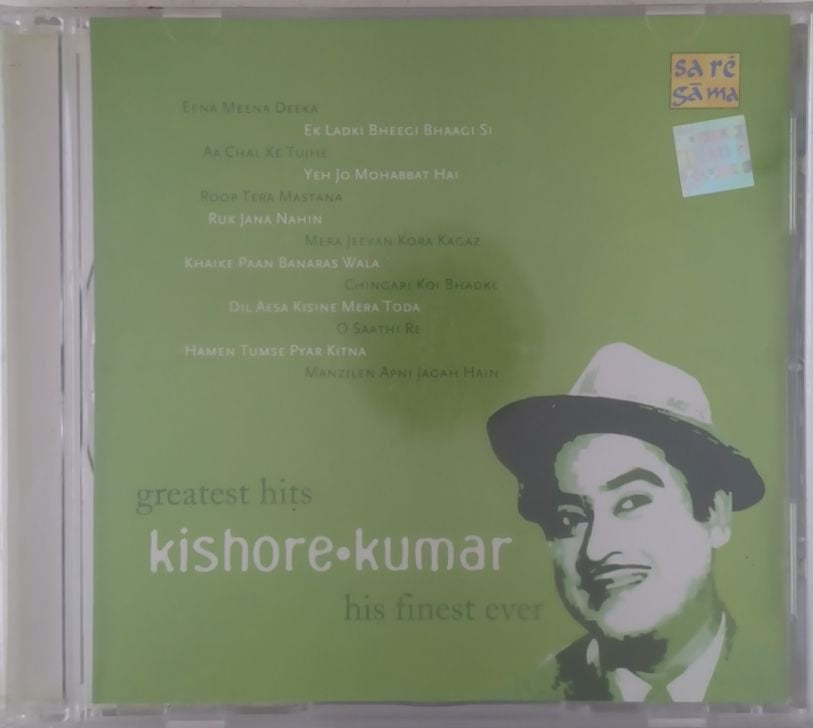 sa rē
gā ma
Eena Meena Deeka
Ek Ladki Bheegi Bhaagi Si
Aa Chal Ke Tujhe
Yeh Jo Mohabbat Hai
Roop Tera Mastana
Ruk Jana Nahin
Mera Jeevan Kora Kagaz
Khaike Paan Banaras Wala
Chingari Koi Bhadke
Dil Aesa Kisine Mera Toda
O Saathi Re
Hamen Tumse Pyar Kitna
Manzilen Apni Jagah Hain
greatest hits
kishore•kumar
his finest ever